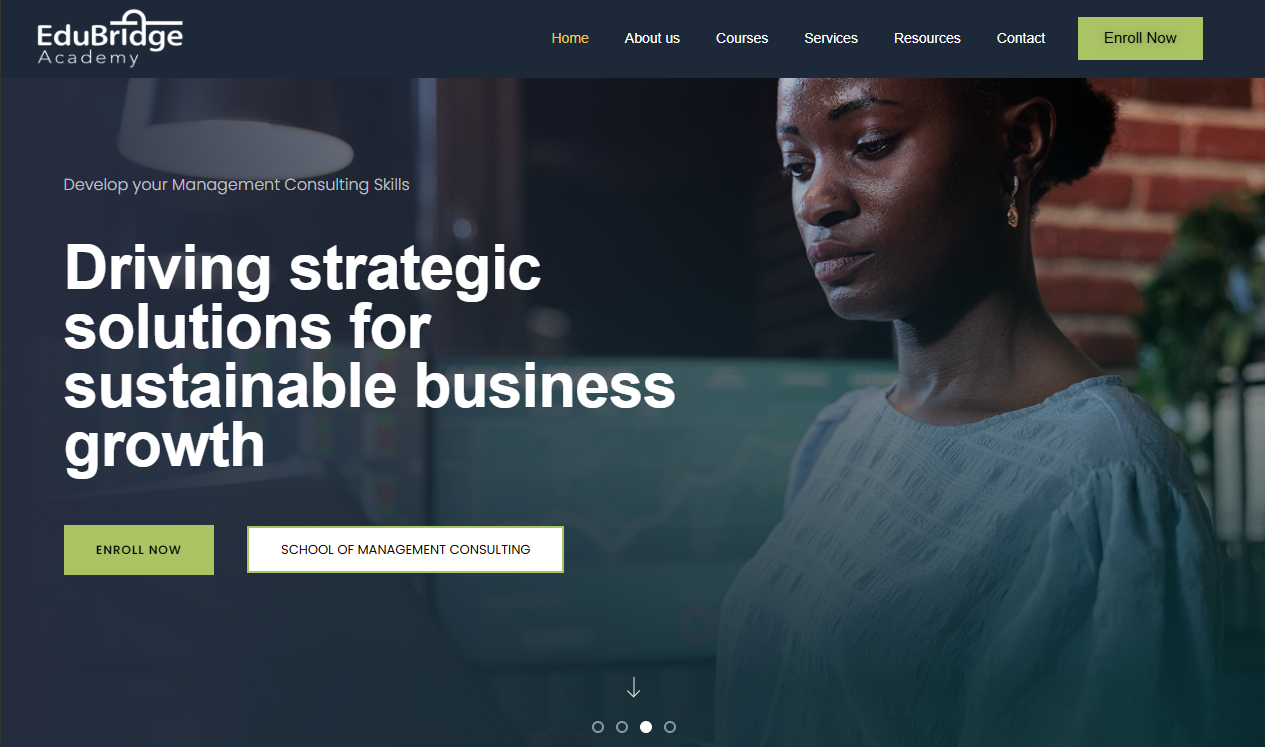 EduBridge
Academy
Home
About us
Courses
Services
Resources
Contact
Enroll Now
Develop your Management Consulting Skills
Driving strategic
solutions for
sustainable business
growth
ENROLL NOW
SCHOOL OF MANAGEMENT CONSULTING